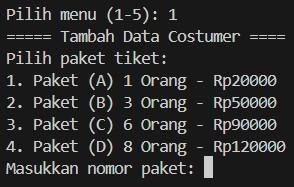 Pilih menu (1-5): 1
===== Tambah Data Costumer ====
Pilih paket tiket:
1. Paket (A) 1 Orang - Rp20000
2. Paket (B) 3 Orang - Rp50000
3. Paket (C) 6 Orang - Rp90000
4. Paket (D) 8 Orang - Rp120000
Masukkan nomor paket: